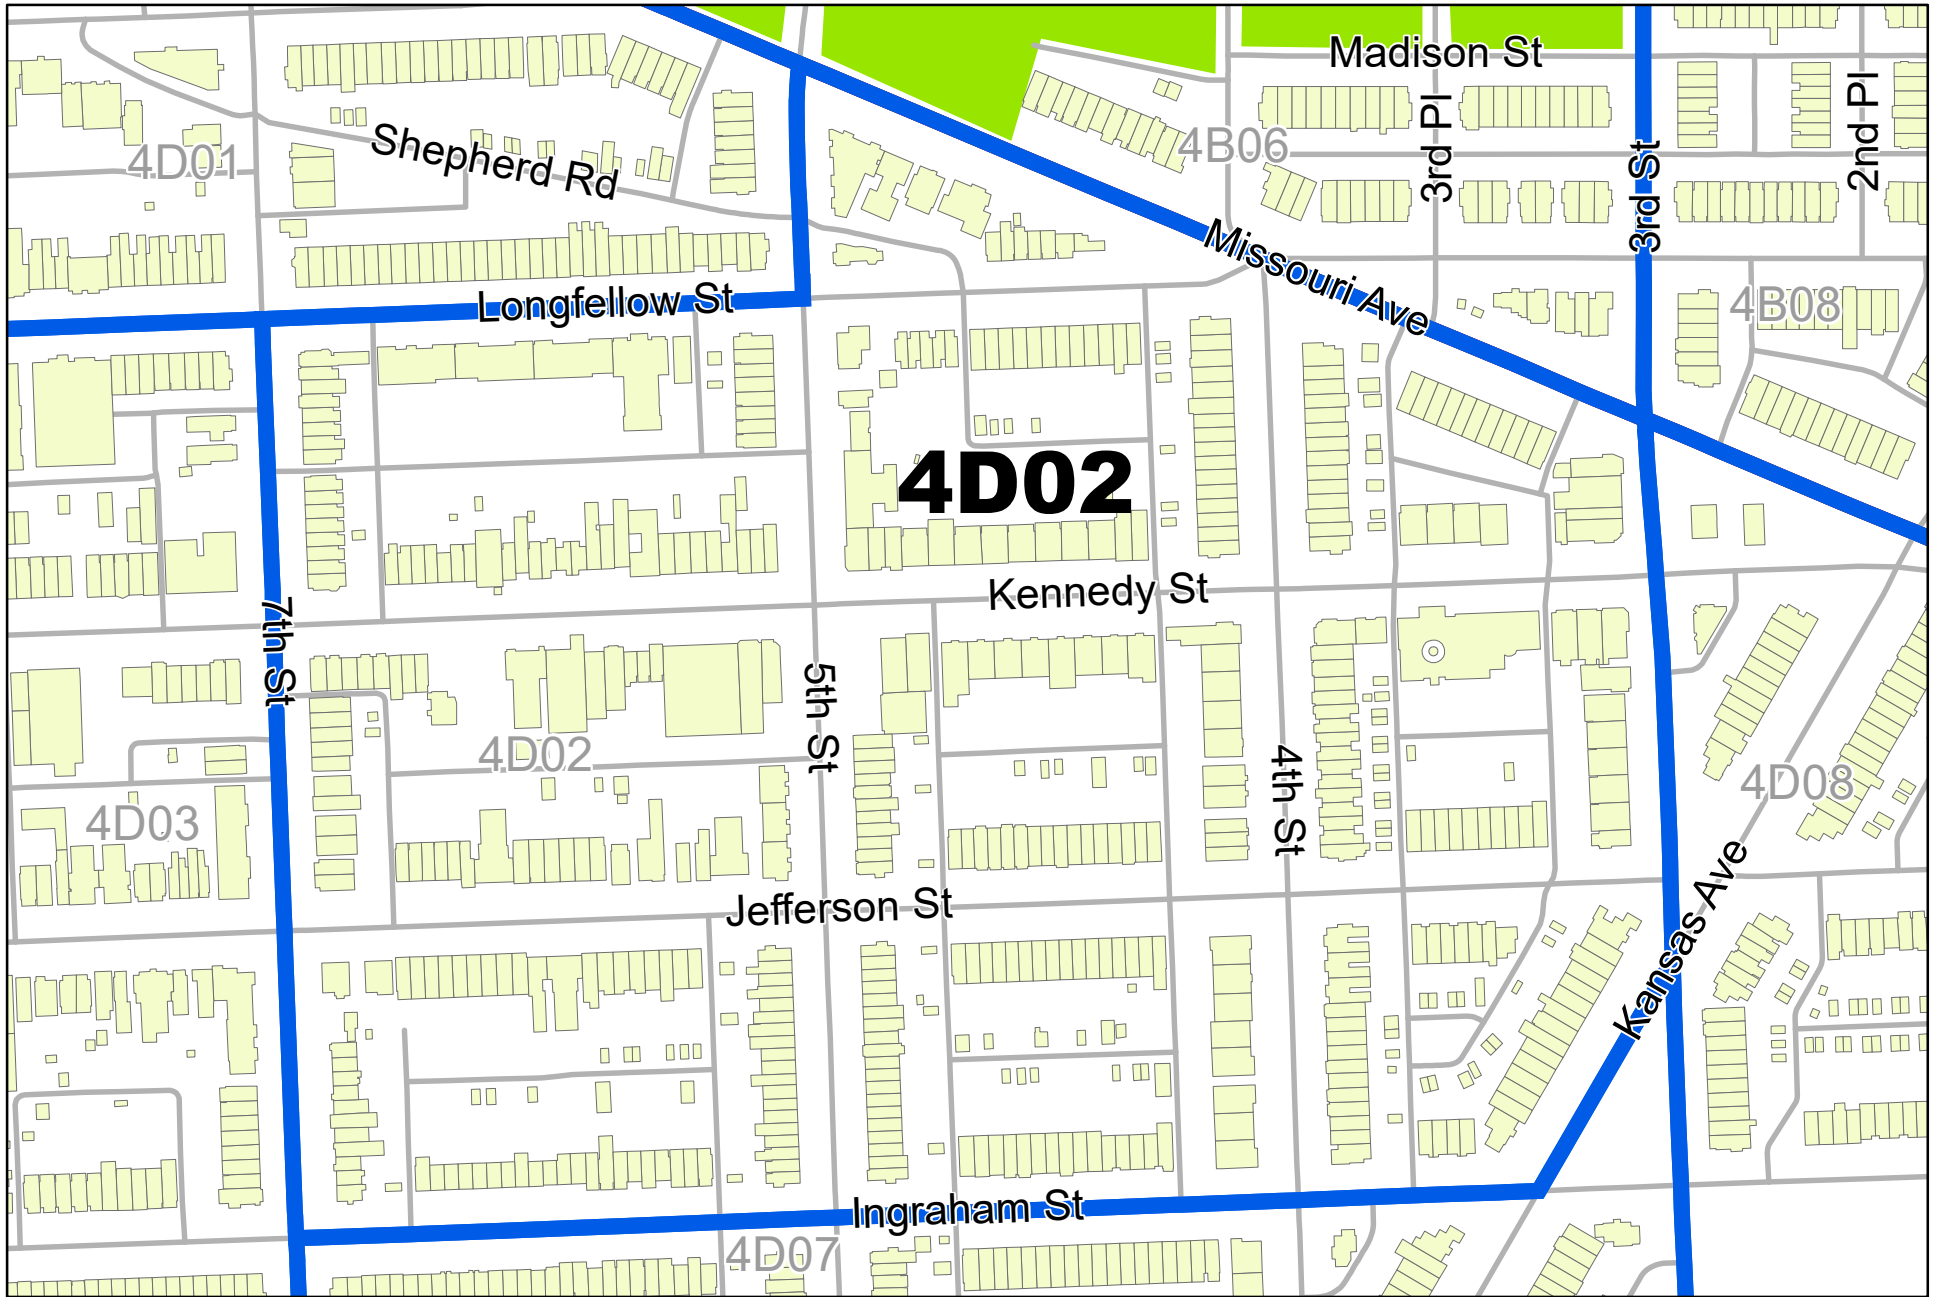 Madison St
3rd Pl
2nd Pl
3rd St
Shepherd Rd
4D01
4B06
Missouri Ave
Longfellow St
4B08
4D02
Kennedy St
7th St
5th St
4D02
4th St
4D08
4D03
Jefferson St
Kansas Ave
Ingraham St
4D07